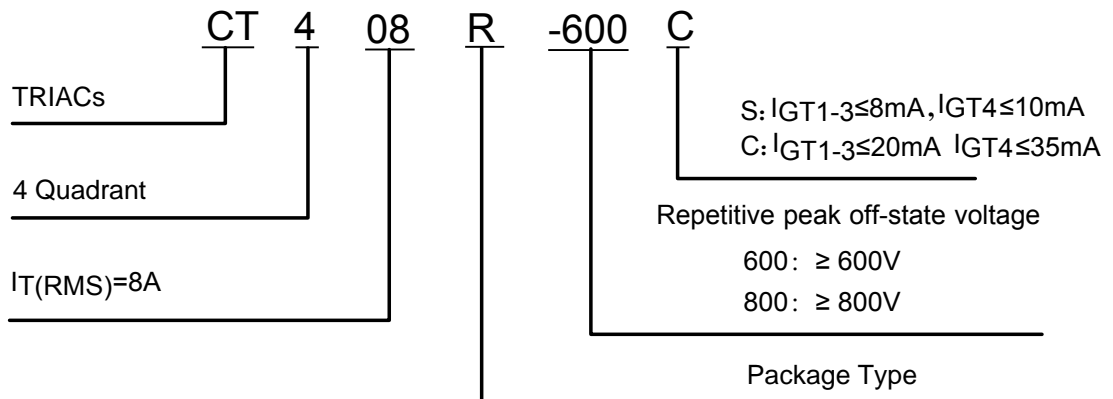 CT 4 08 R -600 C
TRIACs
4 Quadrant
IT(RMS)=8A
S：IGT1-3≤8mA，IGT4≤10mA
C：IGT1-3≤20mA IGT4≤35mA
Repetitive peak off-state voltage
600： ≥ 600V
800： ≥ 800V
Package Type